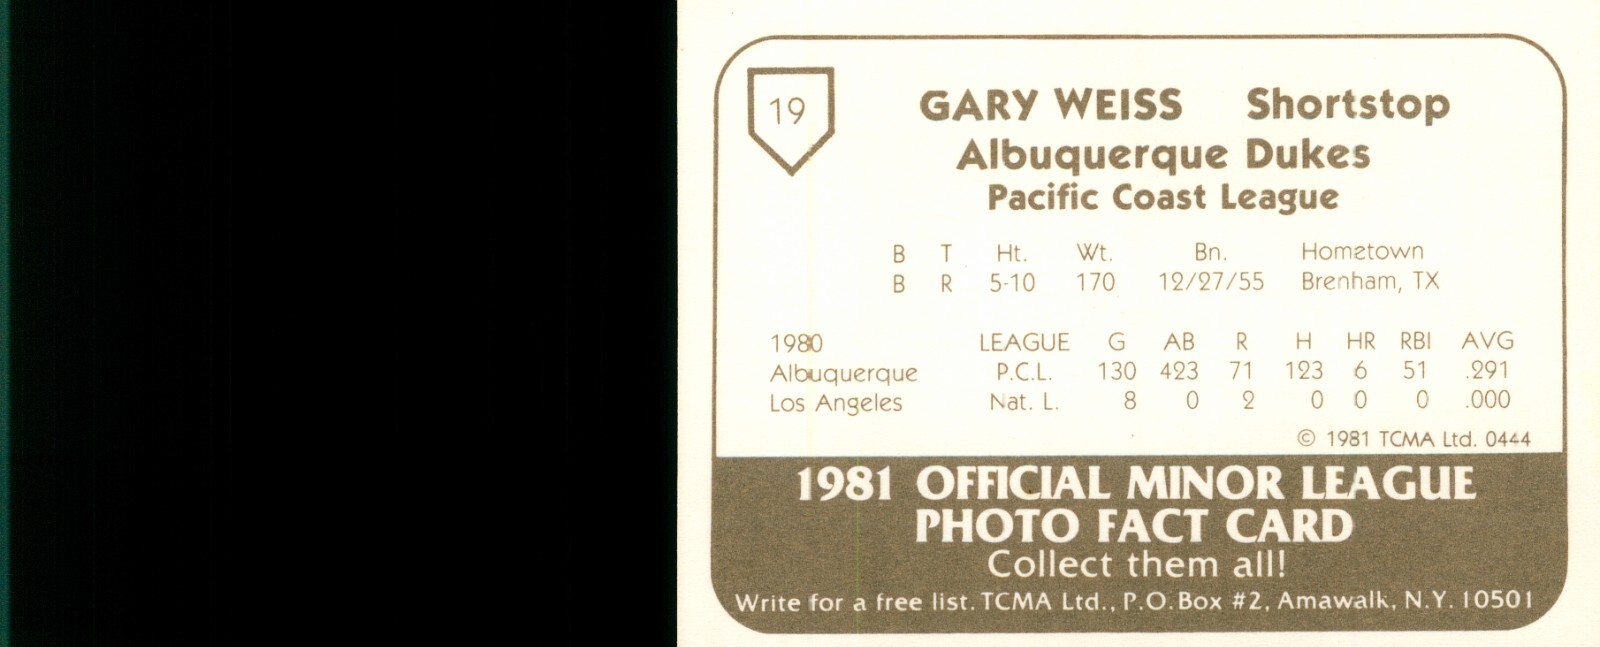 19
GARY WEISS Shortstop
Albuquerque Dukes
Pacific Coast League
B T Ht. Wt. Bn. Hometown
B R 5-10 170 12/27/55 Brenham, TX
1980 LEAGUE G AB R H HR RBI AVG
Albuquerque P.C.L. 130 423 71 123 6 51 .291
Los Angeles Nat. L. 8 0 2 0 0 0 .000
© 1981 TCMA Ltd. 0444
1981 OFFICIAL MINOR LEAGUE
PHOTO FACT CARD
Collect them all!
Write for a free list. TCMA Ltd., P.O. Box #2, Amawalk, N.Y. 10501